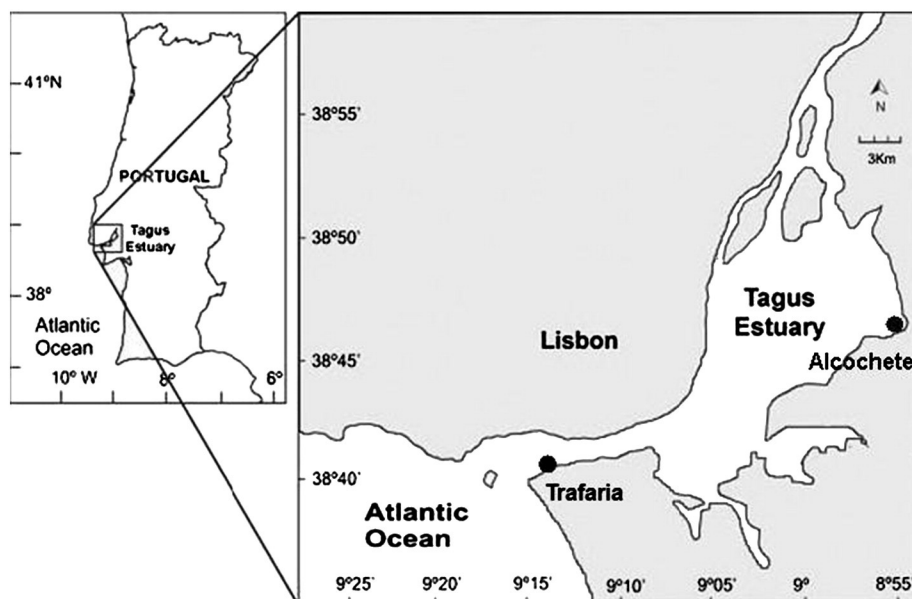 41ºN
PORTUGAL
Tagus
Estuary
38º
Atlantic
Ocean
10º W
8º
6º
38º55'
38º50'
38º45'
38º40'
N
3Km
Tagus
Estuary
Lisbon
Alcochete
Trafaria
Atlantic
Ocean
9º25'
9º20'
9º15'
9º10'
9º05'
9º
8º55'